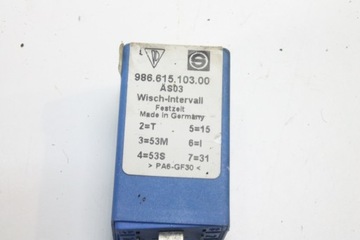 986.615.103.00
AS03
Wisch-Intervall
Festzeit
Made in Germany
2=T 5=15
3=53M 6=I
4=53S 7=31
> PA6-GF30 <